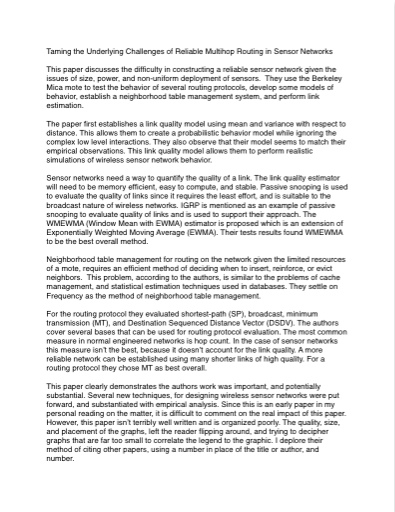 Taming the Underlying Challenges of Reliable Multihop Routing in Sensor Networks
This paper discusses the difficulty in constructing a reliable sensor network given the
issues of size, power, and non-uniform deployment of sensors. They use the Berkeley
Mica mote to test the behavior of several routing protocols, develop some models of
behavior, establish a neighborhood table management system, and perform link
estimation.
The paper first establishes a link quality model using mean and variance with respect to
distance. This allows them to create a probabilistic behavior model while ignoring the
complex low level interactions. They also observe that their model seems to match their
empirical observations. This link quality model allows them to perform realistic
simulations of wireless sensor network behavior.
Sensor networks need a way to quantify the quality of a link. The link quality estimator
will need to be memory efficient, easy to compute, and stable. Passive snooping is used
to evaluate the quality of links since it requires the least effort, and is suitable to the
broadcast nature of wireless networks. IGRP is mentioned as an example of passive
snooping to evaluate quality of links and is used to support their approach. The
WMEWMA (Window Mean with EWMA) estimator is proposed which is an extension of
Exponentially Weighted Moving Average (EWMA). Their tests results found WMEWMA
to be the best overall method.
Neighborhood table management for routing on the network given the limited resources
of a mote, requires an efficient method of deciding when to insert, reinforce, or evict
neighbors. This problem, according to the authors, is similar to the problems of cache
management, and statistical estimation techniques used in databases. They settle on
Frequency as the method of neighborhood table management.
For the routing protocol they evaluated shortest-path (SP), broadcast, minimum
transmission (MT), and Destination Sequenced Distance Vector (DSDV). The authors
cover several bases that can be used for routing protocol evaluation. The most common
measure in normal engineered networks is hop count. In the case of sensor networks
this measure isn't the best, because it doesn't account for the link quality. A more
reliable network can be established using many shorter links of high quality. For a
routing protocol they chose MT as best overall.
This paper clearly demonstrates the authors work was important, and potentially
substantial. Several new techniques, for designing wireless sensor networks were put
forward, and substantiated with empirical analysis. Since this is an early paper in my
personal reading on the matter, it is difficult to comment on the real impact of this paper.
However, this paper isn't terribly well written and is organized poorly. The quality, size,
and placement of the graphs, left the reader flipping around, and trying to decipher
graphs that are far too small to correlate the legend to the graphic. I deplore their
method of citing other papers, using a number in place of the title or author, and
number.